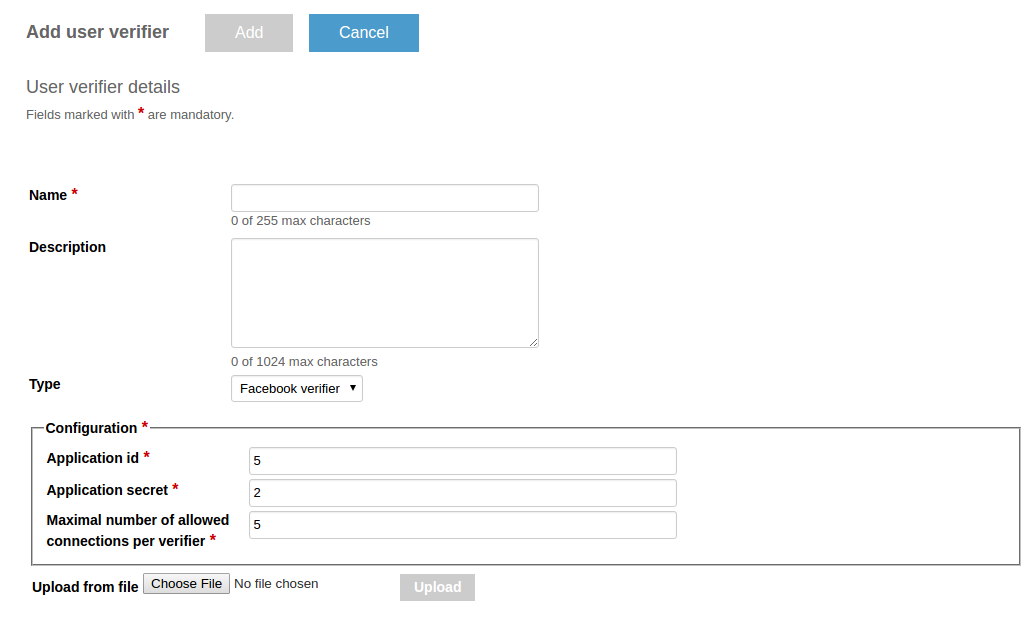 Add user verifier Add Cancel
User verifier details
Fields marked with * are mandatory.
Name *
0 of 255 max characters
Description
0 of 1024 max characters
Type Facebook verifier
Configuration *
Application id * 5
Application secret * 2
Maximal number of allowed
connections per verifier * 5
Upload from file Choose File No file chosen Upload